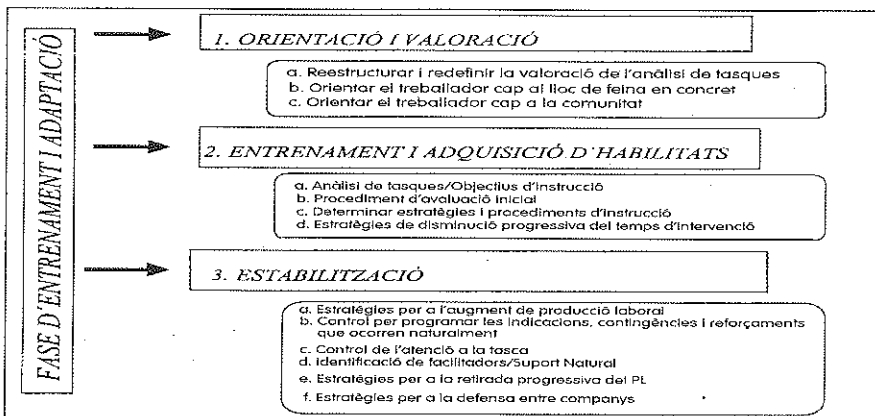 FASE D'ENTRENAMENT I ADAPTACIÓ
1. ORIENTACIÓ I VALORACIÓ
a. Reestructurar i redefinir la valoració de l'anàlisi de tasques
b. Orientar el treballador cap al lloc de feina en concret
c. Orientar el treballador cap a la comunitat
2. ENTRENAMENT I ADQUISICIÓ D'HABILITATS
a. Anàlisi de tasques/Objectius d'instrucció
b. Procediment d'avaluació inicial
c. Determinar estratègies i procediments d'instrucció
d. Estratègies de disminució progressiva del temps d'intervenció
3. ESTABILITZACIÓ
a. Estratègies per a l'augment de producció laboral
b. Control per programar les indicacions, contingències i reforçaments
que ocorren naturalment
c. Control de l'atenció a la tasca
d. Identificació de facilitadors/Suport Natural
e. Estratègies per a la retirada progressiva del PL
f. Estratègies per a la defensa entre companys